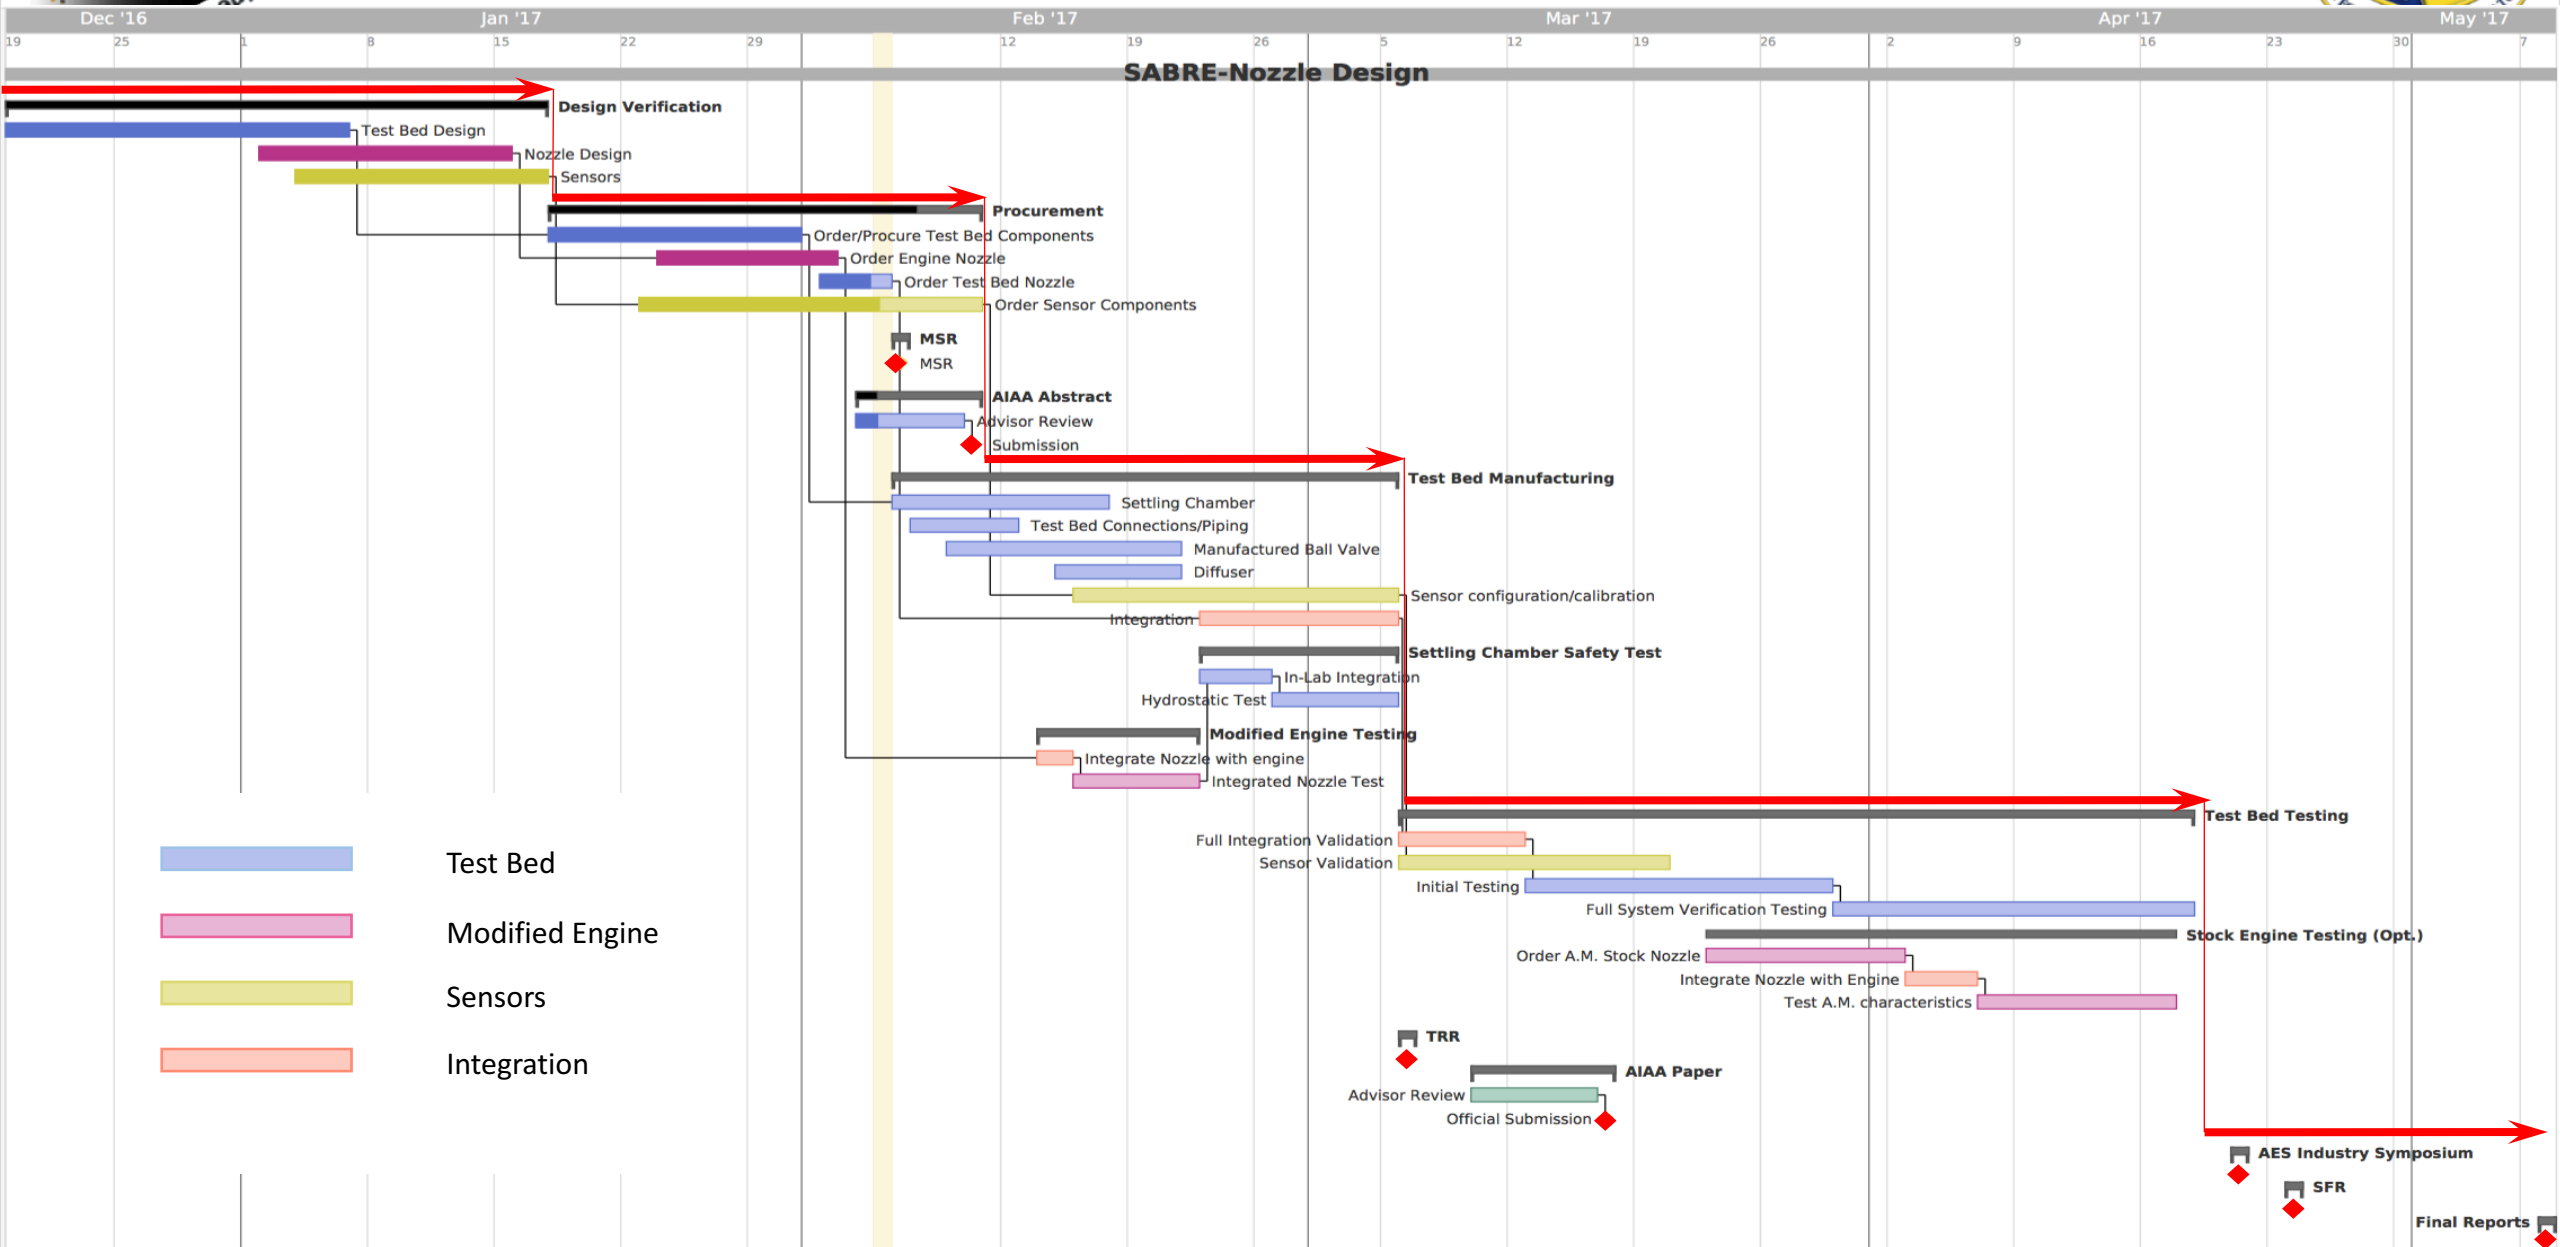 Dec '16 Jan '17 Feb '17 Mar '17 Apr '17 May '17
19 25 1 8 15 22 29 12 19 26 5 12 19 26 2 9 16 23 30 7
SABRE-Nozzle Design
Design Verification
Test Bed Design
Nozzle Design
Sensors
Procurement
Order/Procure Test Bed Components
Order Engine Nozzle
Order Test Bed Nozzle
Order Sensor Components
MSR
MSR
AIAA Abstract
Advisor Review
Submission
Test Bed Manufacturing
Settling Chamber
Test Bed Connections/Piping
Manufactured Ball Valve
Diffuser
Sensor configuration/calibration
Integration
Settling Chamber Safety Test
In-Lab Integration
Hydrostatic Test
Modified Engine Testing
Integrate Nozzle with engine
Integrated Nozzle Test
Test Bed Testing
Full Integration Validation
Sensor Validation
Initial Testing
Full System Verification Testing
Stock Engine Testing (Opt.)
Order A.M. Stock Nozzle
Integrate Nozzle with Engine
Test A.M. characteristics
TRR
AIAA Paper
Advisor Review
Official Submission
AES Industry Symposium
SFR
Final Reports
Test Bed
Modified Engine
Sensors
Integration